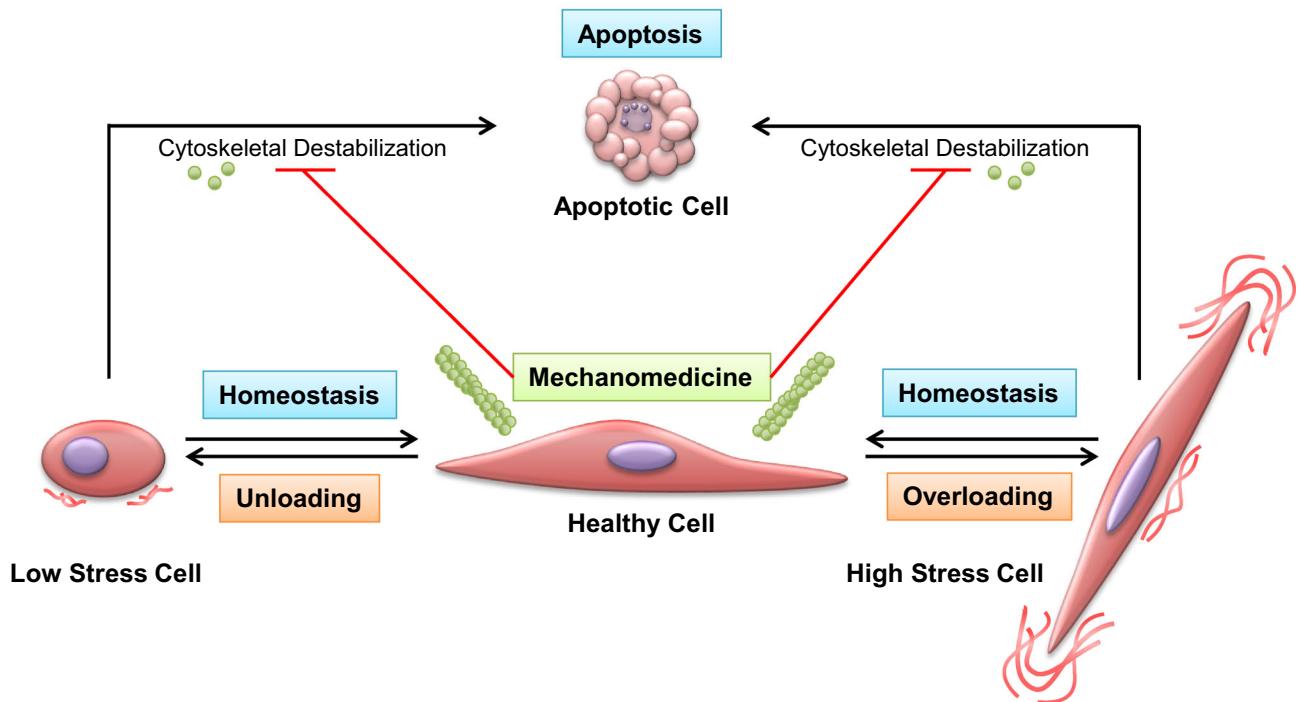 Apoptosis
Cytoskeletal Destabilization
Cytoskeletal Destabilization
Apoptotic Cell
Mechanomedicine
Homeostasis
Homeostasis
Unloading
Overloading
Healthy Cell
Low Stress Cell
High Stress Cell